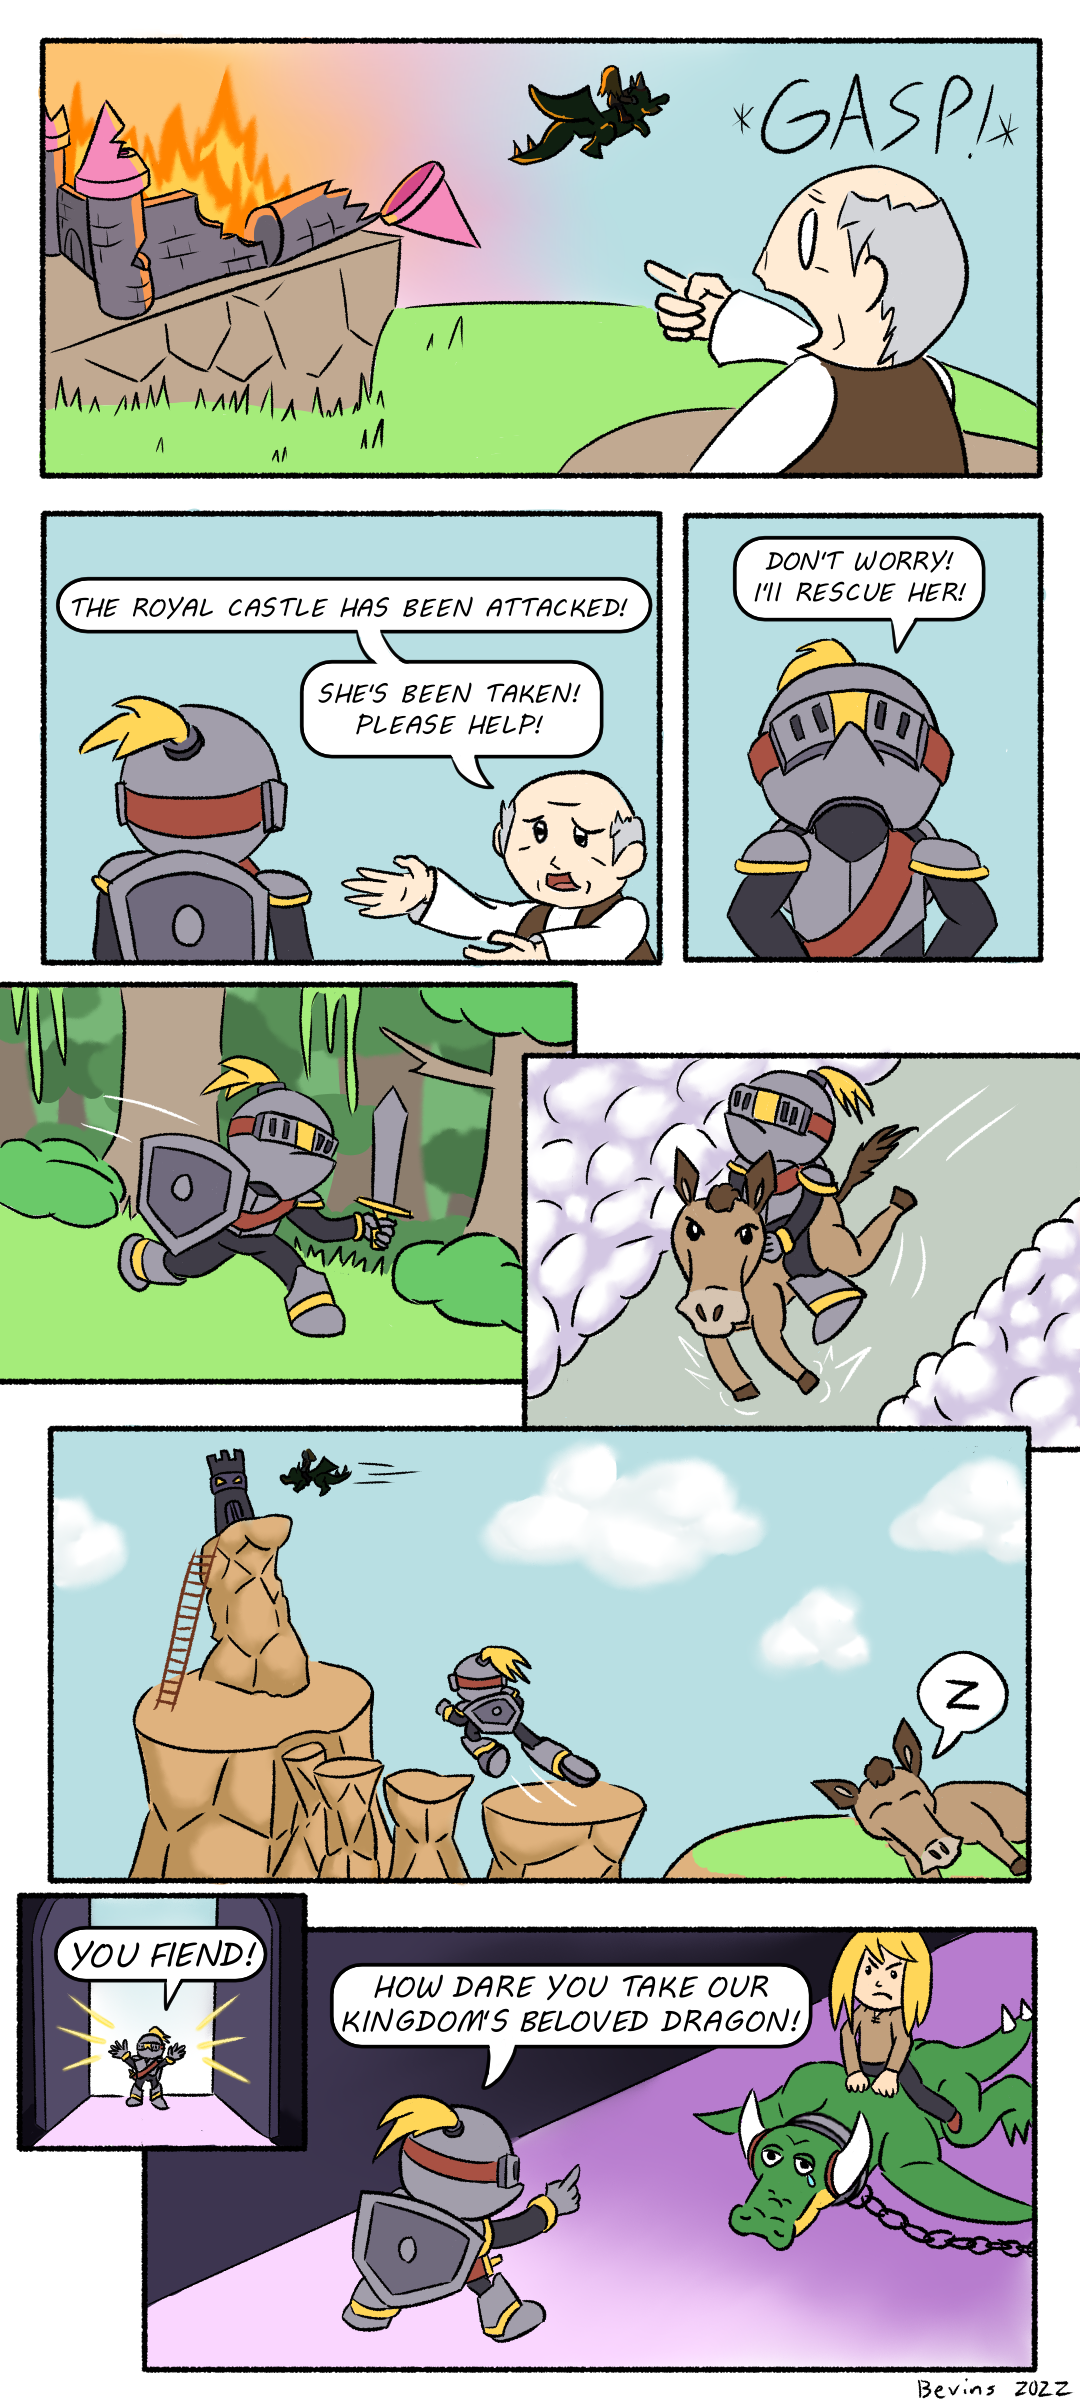 *GASP!*
THE ROYAL CASTLE HAS BEEN ATTACKED!
SHE'S BEEN TAKEN!
PLEASE HELP!
DON'T WORRY!
I'll RESCUE HER!
Z
YOU FIEND!
HOW DARE YOU TAKE OUR
KINGDOM'S BELOVED DRAGON!
Bevins 2022